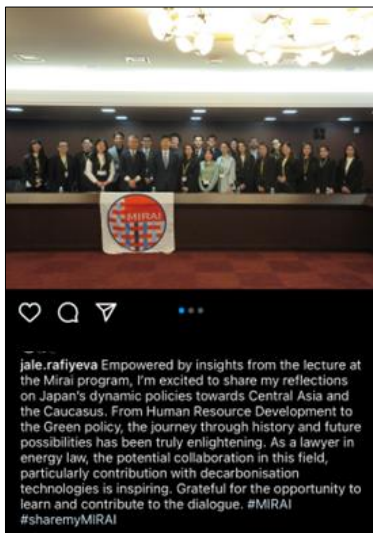 MIRAI
jale.rafiyeva Empowered by insights from the lecture at
the Mirai program, I'm excited to share my reflections
on Japan's dynamic policies towards Central Asia and
the Caucasus. From Human Resource Development to
the Green policy, the journey through history and future
possibilities has been truly enlightening. As a lawyer in
energy law, the potential collaboration in this field,
particularly contribution with decarbonisation
technologies is inspiring. Grateful for the opportunity to
learn and contribute to the dialogue. #MIRAI
#sharemyMIRAI